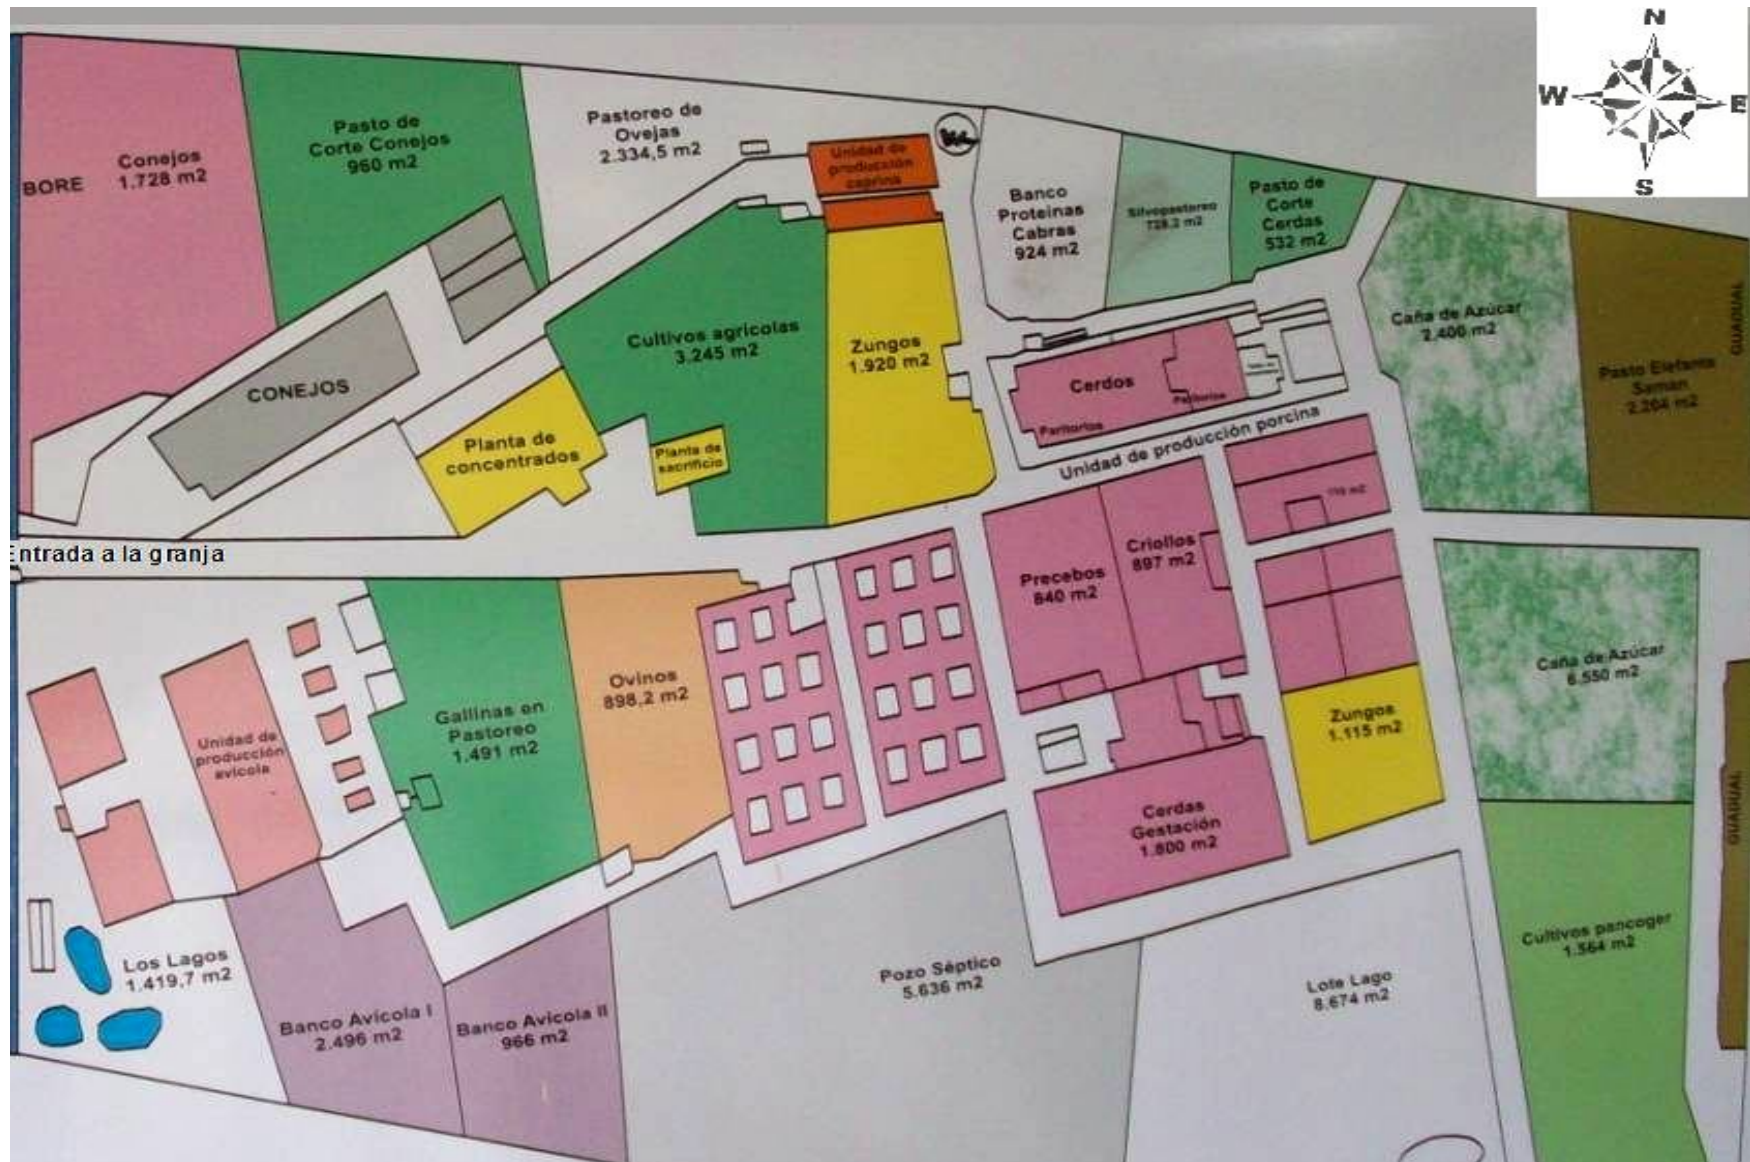 N
W
E
S
BORE
Conejos
1.728 m2
Pasto de
Corte Conejos
960 m2
Pastoreo de
Ovejas
2.334,5 m2
Unidad de
producción
caprina
Banco
Proteinas
Cabras
924 m2
Silvopastoreo
Pasto de
Corte
Cerdas
532 m2
Caña de Azúcar
2.400 m2
Pasto Elefante
Saman
2.204 m2
GUADUAL
CONEJOS
Cultivos agrícolas
3.245 m2
Zungos
1.920 m2
Cerdos
Paritorios
Paritorios
Planta de
concentrados
Planta de
sacrificio
Unidad de producción porcina
Entrada a la granja
Precebos
840 m2
Criollos
897 m2
Caña de Azúcar
6.550 m2
Ovinos
898,2 m2
Gallinas en
Pastoreo
1.491 m2
Unidad de
producción
avicola
Zungos
1.115 m2
Cerdas
Gestación
1.800 m2
GUADUAL
Cultivos pancoger
1.564 m2
Los Lagos
1.419,7 m2
Banco Avicola I
2.496 m2
Banco Avicola II
966 m2
Pozo Séptico
5.636 m2
Lote Lago
8.674 m2